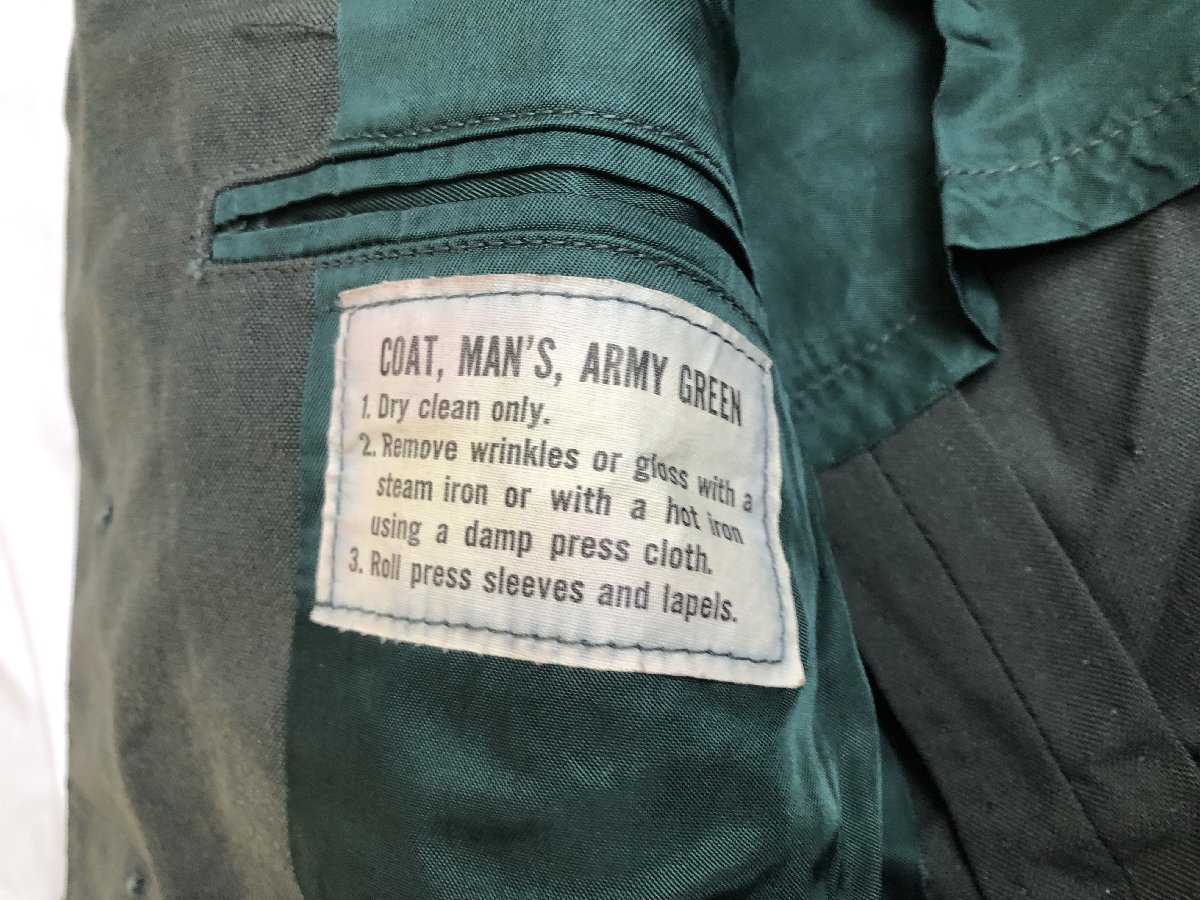 COAT, MAN'S, ARMY GREEN
1. Dry clean only.
2. Remove wrinkles or gloss with a
steam iron or with a hot iron
using a damp press cloth.
3. Roll press sleeves and lapels.